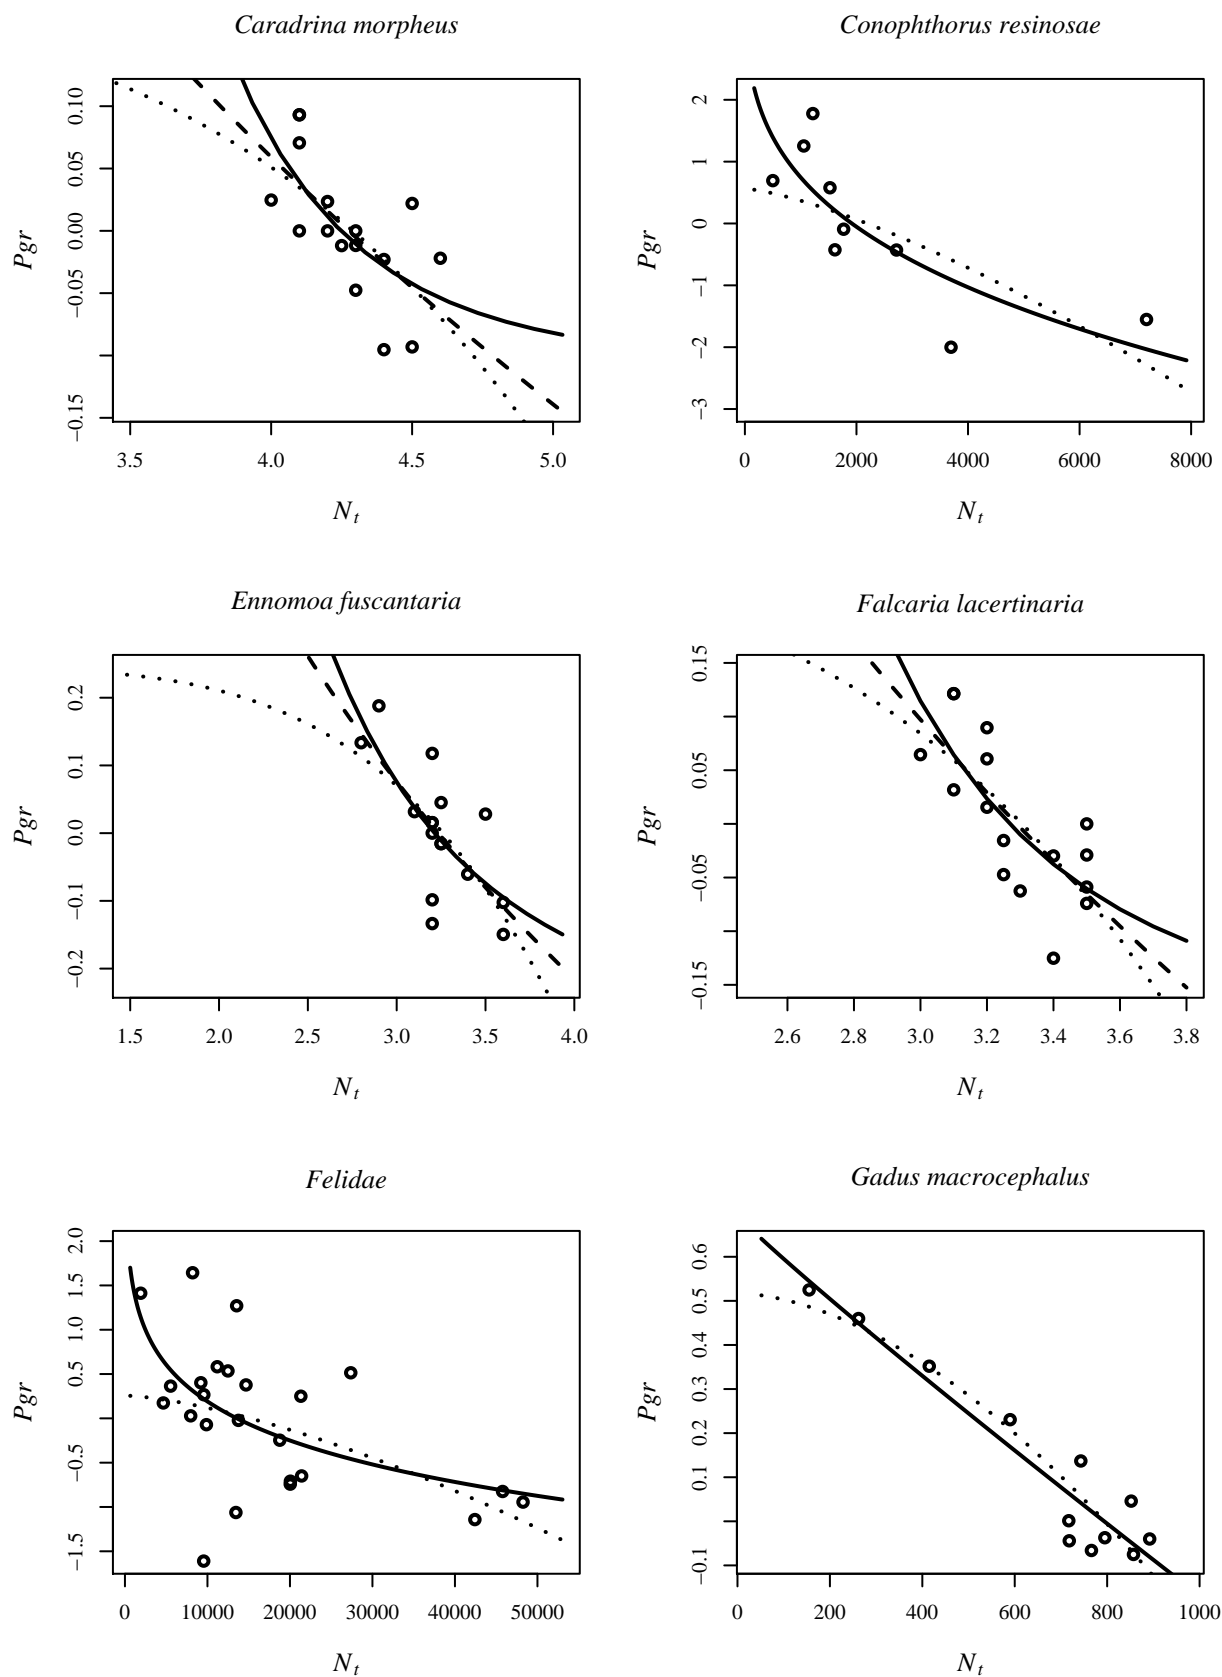 Caradrina morpheus
Pgr
0.10
0.05
0.00
−0.05
−0.15
3.5 4.0 4.5 5.0
N t
Conophthorus resinosae
Pgr
2
1
0
−1
−2
−3
0 2000 4000 6000 8000
N t
Ennomoa fuscantaria
Pgr
0.2
0.1
0.0
−0.1
−0.2
1.5 2.0 2.5 3.0 3.5 4.0
N t
Falcaria lacertinaria
Pgr
0.15
0.05
−0.05
−0.15
2.6 2.8 3.0 3.2 3.4 3.6 3.8
N t
Felidae
Pgr
2.0
1.5
1.0
0.5
−0.5
−1.5
0 10000 20000 30000 40000 50000
N t
Gadus macrocephalus
Pgr
0.6
0.5
0.4
0.3
0.2
0.1
−0.1
0 200 400 600 800 1000
N t